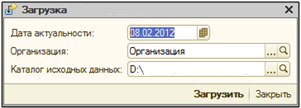 Загрузка
Дата актуальности: 08.02.2012
Организация: Организация ...
Каталог исходных данных: D:\ ...
Загрузить Закрыть